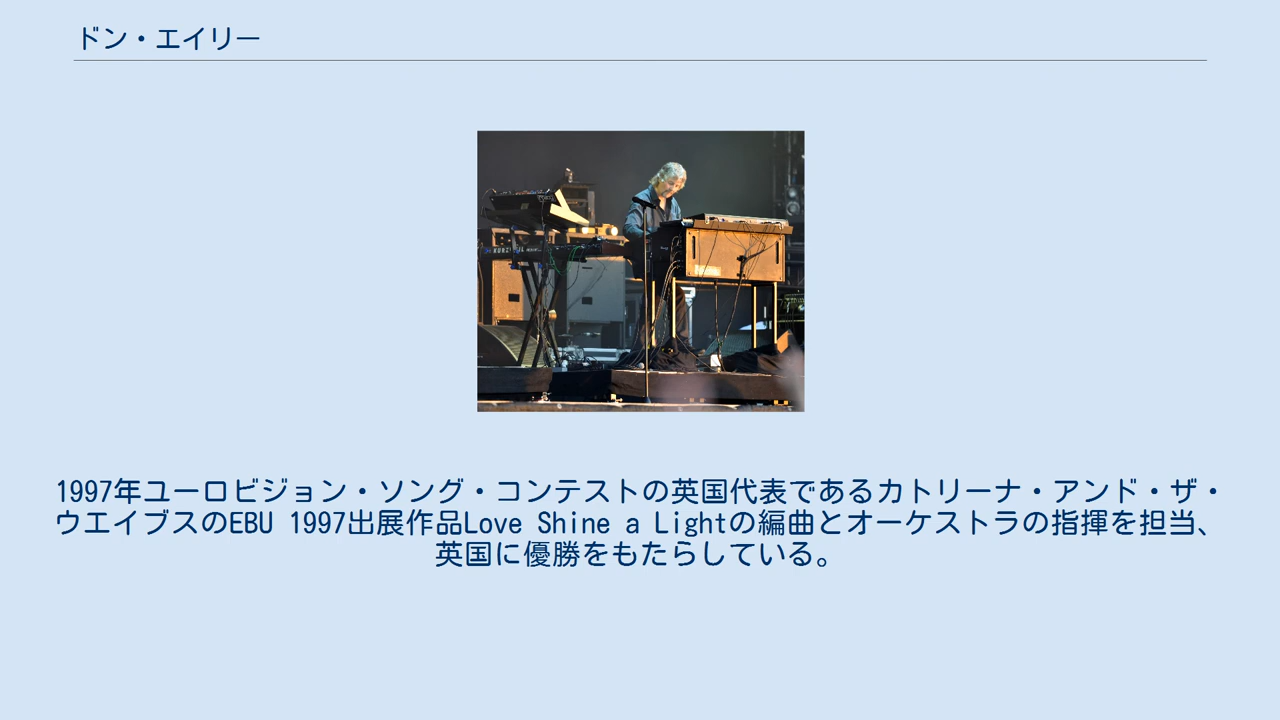 ドン・エイリー
1997年ユーロビジョン・ソング・コンテストの英国代表であるカトリーナ・アンド・ザ・
ウエイブスのEBU 1997出展作品Love Shine a Lightの編曲とオーケストラの指揮を担当、
英国に優勝をもたらしている。